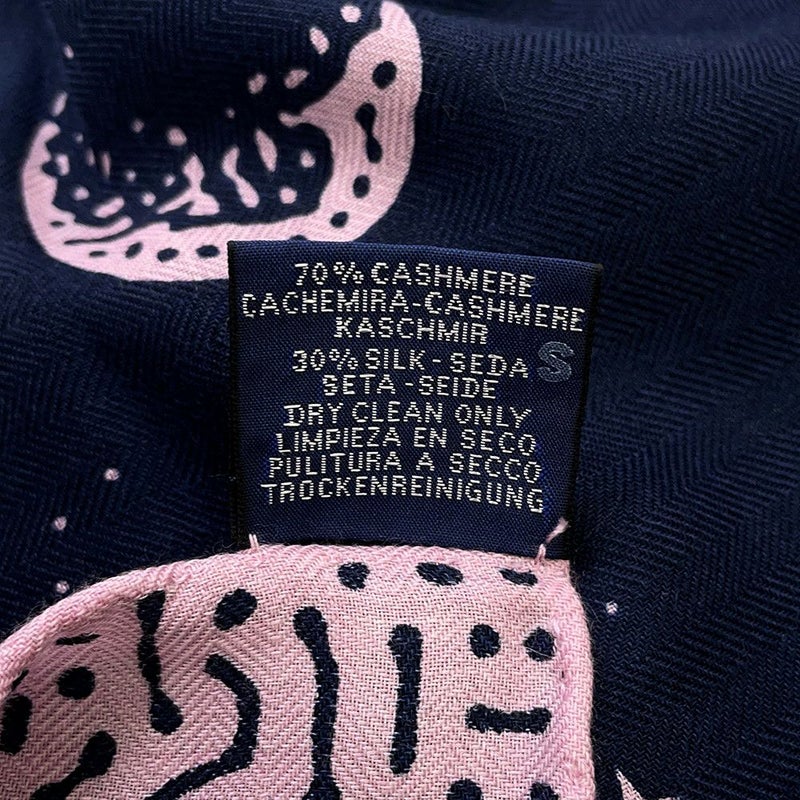 70% CASHMERE
CACHEMIRA-CASHMERE
KASCHMIR
30% SILK - SEDA S
SETA - SEIDE
DRY CLEAN ONLY
LIMPIEZA EN SECO
PULITURA A SECCO
TROCKENREINIGUNG